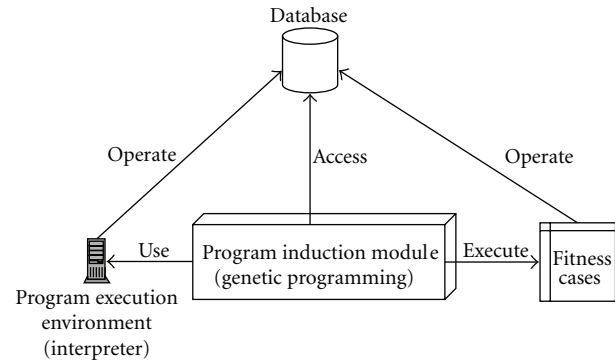 Database
Operate
Access
Operate
Use
Program induction module
(genetic programming)
Execute
Fitness
cases
Program execution
environment
(interpreter)